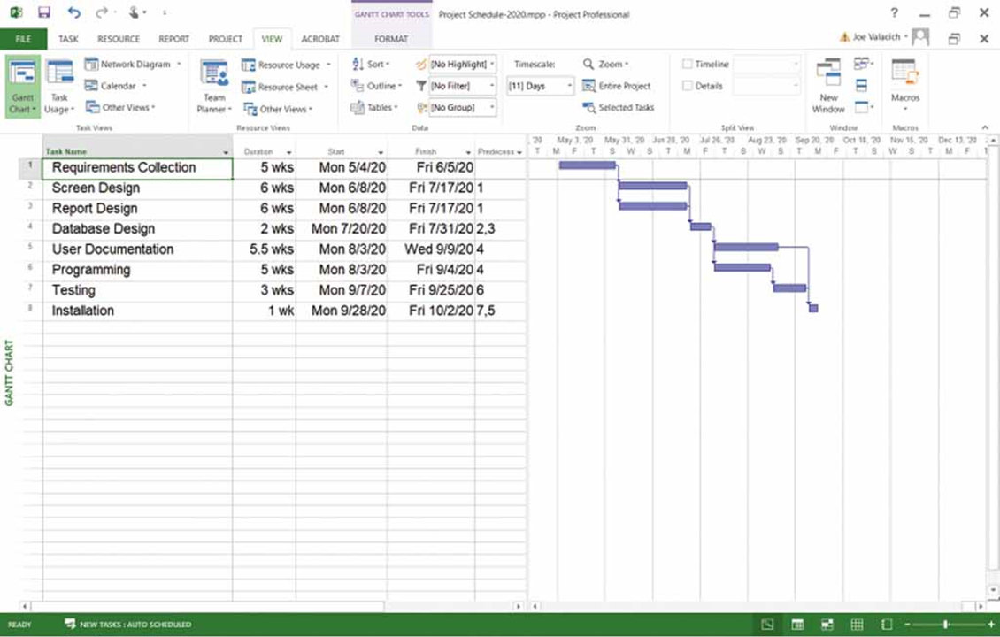 GANTT CHART TOOLS Project Schedule-2020.mpp - Project Professional ?
FILE TASK RESOURCE REPORT PROJECT VIEW ACROBAT FORMAT Joe Valacich
Gantt Chart
Task Usage
Network Diagram
Calendar
Other Views
Task Views
Team Planner
Resource Usage
Resource Sheet
Other Views
Resource Views
Sort
Outline
Tables
[No Highlight]
[No Filter]
[No Group]
Data
Timescale:
[11] Days
Zoom
Entire Project
Selected Tasks
Zoom
Timeline
Details
Split View
New Window
Window
Macros
Macros
Task Name Duration Start Finish Predecess
'20 May 3, '20 May 31, '20 Jun 28, '20 Jul 26, '20 Aug 23, '20 Sep 20, '20 Oct 18, '20 Nov 15, '20 Dec 13, '20
T M F T S W S T M F T S W S T M F T S
1 Requirements Collection 5 wks Mon 5/4/20 Fri 6/5/20
2 Screen Design 6 wks Mon 6/8/20 Fri 7/17/20 1
3 Report Design 6 wks Mon 6/8/20 Fri 7/17/20 1
4 Database Design 2 wks Mon 7/20/20 Fri 7/31/20 2,3
5 User Documentation 5.5 wks Mon 8/3/20 Wed 9/9/20 4
6 Programming 5 wks Mon 8/3/20 Fri 9/4/20 4
7 Testing 3 wks Mon 9/7/20 Fri 9/25/20 6
8 Installation 1 wk Mon 9/28/20 Fri 10/2/20 7,5
GANTT CHART
READY NEW TASKS : AUTO SCHEDULED